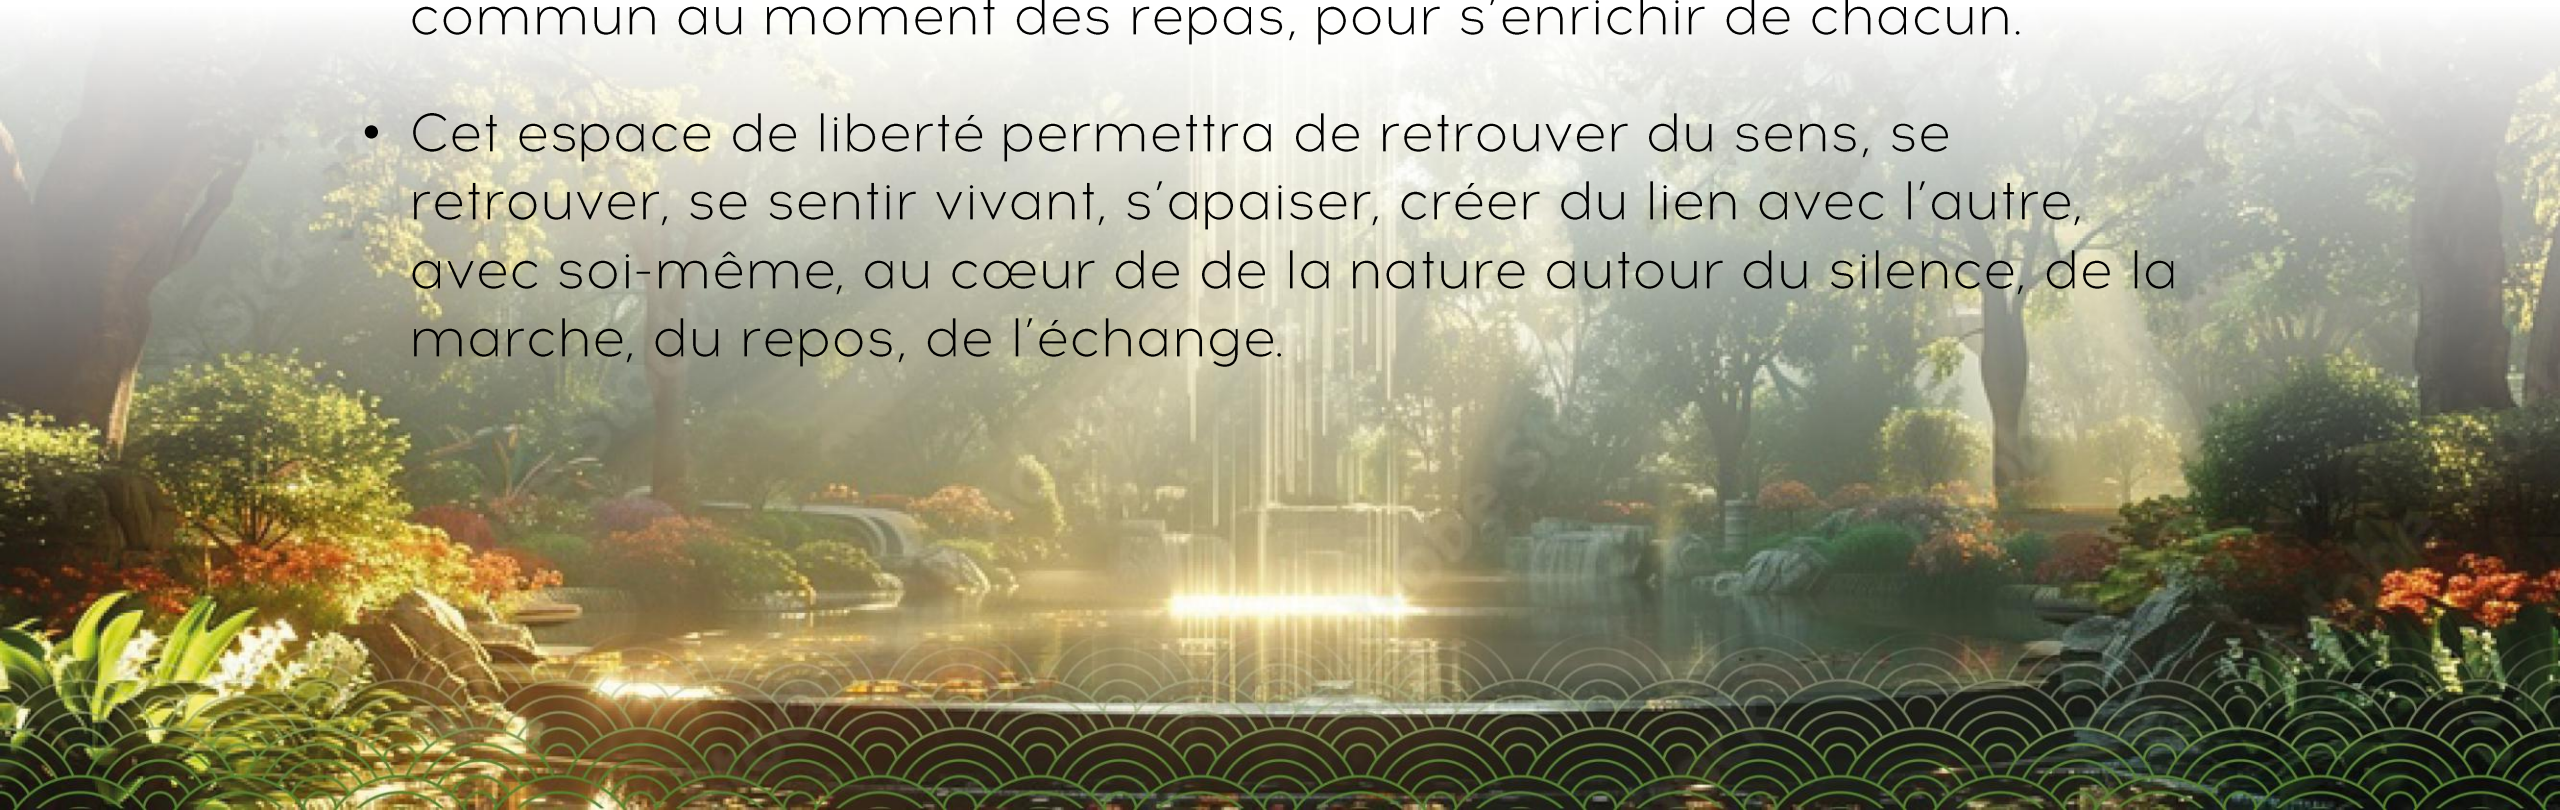 commun au moment des repas, pour s'enrichir de chacun.
• Cet espace de liberté permettra de retrouver du sens, se
retrouver, se sentir vivant, s'apaiser, créer du lien avec l'autre,
avec soi-même, au cœur de de la nature autour du silence, de la
marche, du repos, de l'échange.